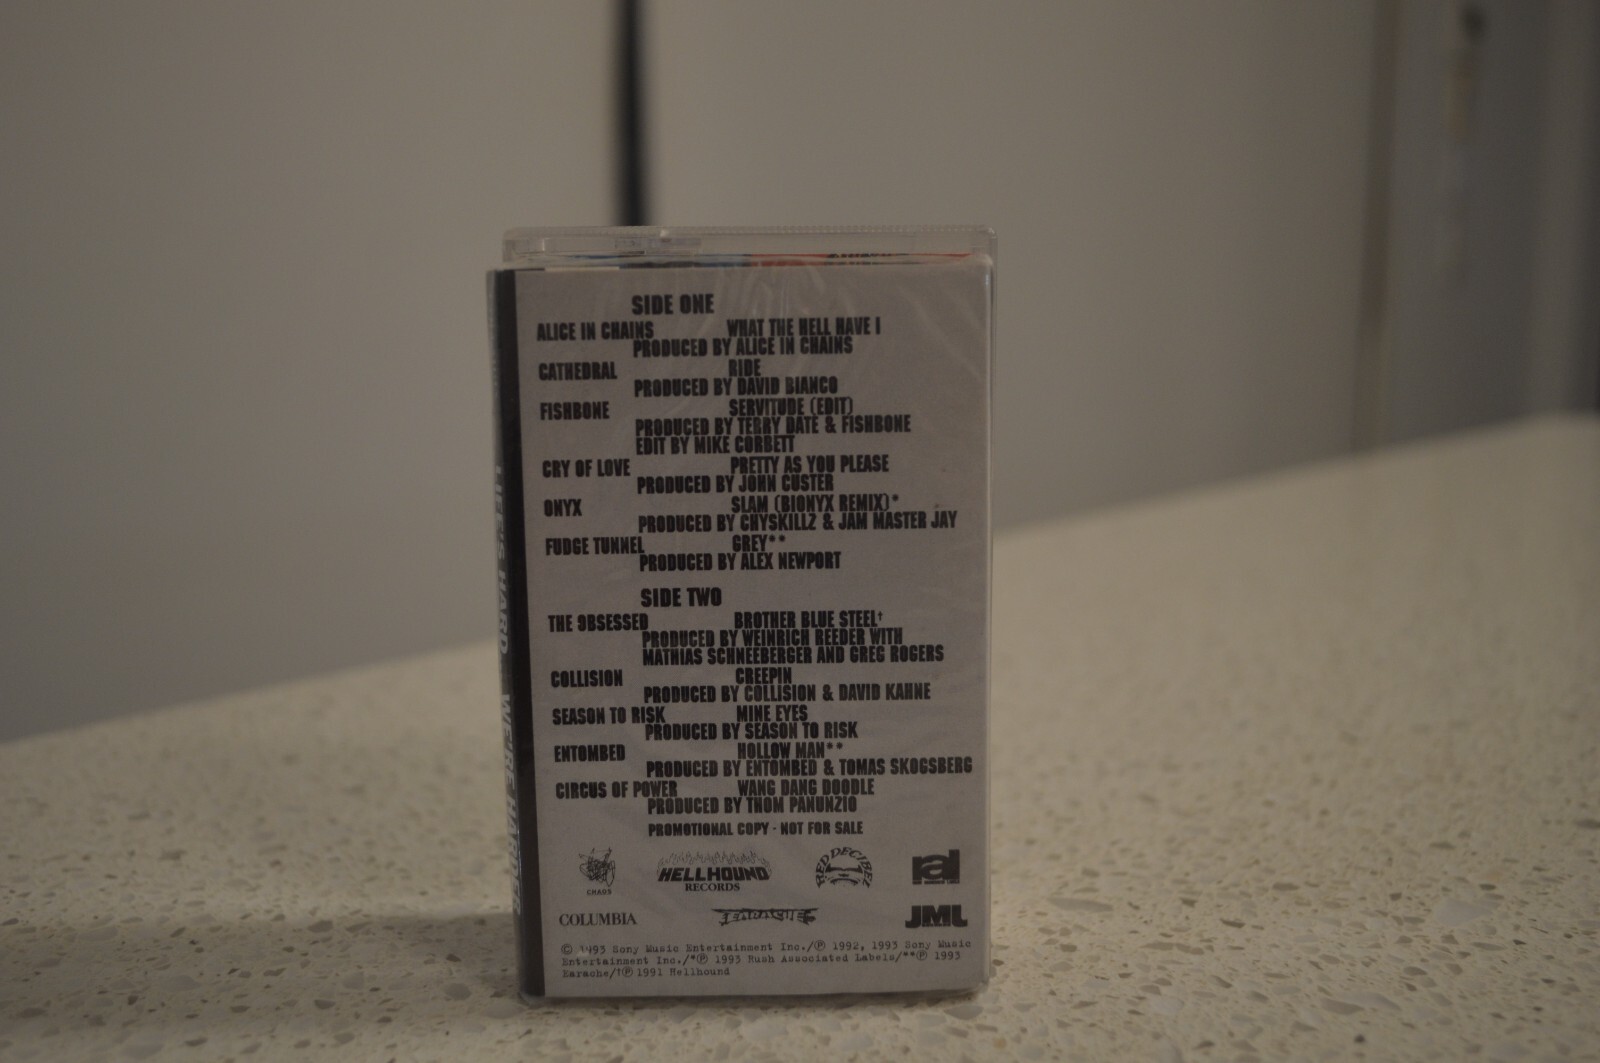 SIDE ONE
ALICE IN CHAINS WHAT THE HELL HAVE I
PRODUCED BY ALICE IN CHAINS
CATHEDRAL RIDE
PRODUCED BY DAVID BIANCO
FISHBONE SERVITUDE (EDIT)
PRODUCED BY TERRY DATE & FISHBONE
EDIT BY MIKE CORBETT
CRY OF LOVE PRETTY AS YOU PLEASE
PRODUCED BY JOHN CUSTER
ONYX SLAM (BIONYX REMIX)*
PRODUCED BY CHYSKILLZ & JAM MASTER JAY
FUDGE TUNNEL GREY**
PRODUCED BY ALEX NEWPORT
SIDE TWO
THE OBSESSED BROTHER BLUE STEEL†
PRODUCED BY WEINRICH REEDER WITH
MATHIAS SCHNEEBERGER AND GREG ROGERS
COLLISION CREEPIN
PRODUCED BY COLLISION & DAVID KAHNE
SEASON TO RISK MINE EYES
PRODUCED BY SEASON TO RISK
ENTOMBED HOLLOW MAN**
PRODUCED BY ENTOMBED & TOMAS SKOGSBERG
CIRCUS OF POWER WANG DANG DOODLE
PRODUCED BY THOM PANUNZIO
PROMOTIONAL COPY - NOT FOR SALE
CHAOS
HELLHOUND
RECORDS
RED DECIBEL
ral
COLUMBIA
EARACHE
JML
© 1993 Sony Music Entertainment Inc./℗ 1992, 1993 Sony Music
Entertainment Inc./*℗ 1993 Rush Associated Labels/**℗ 1993
Earache/†℗ 1991 Hellhound
LIFE'S HARD... WE'RE HARDER